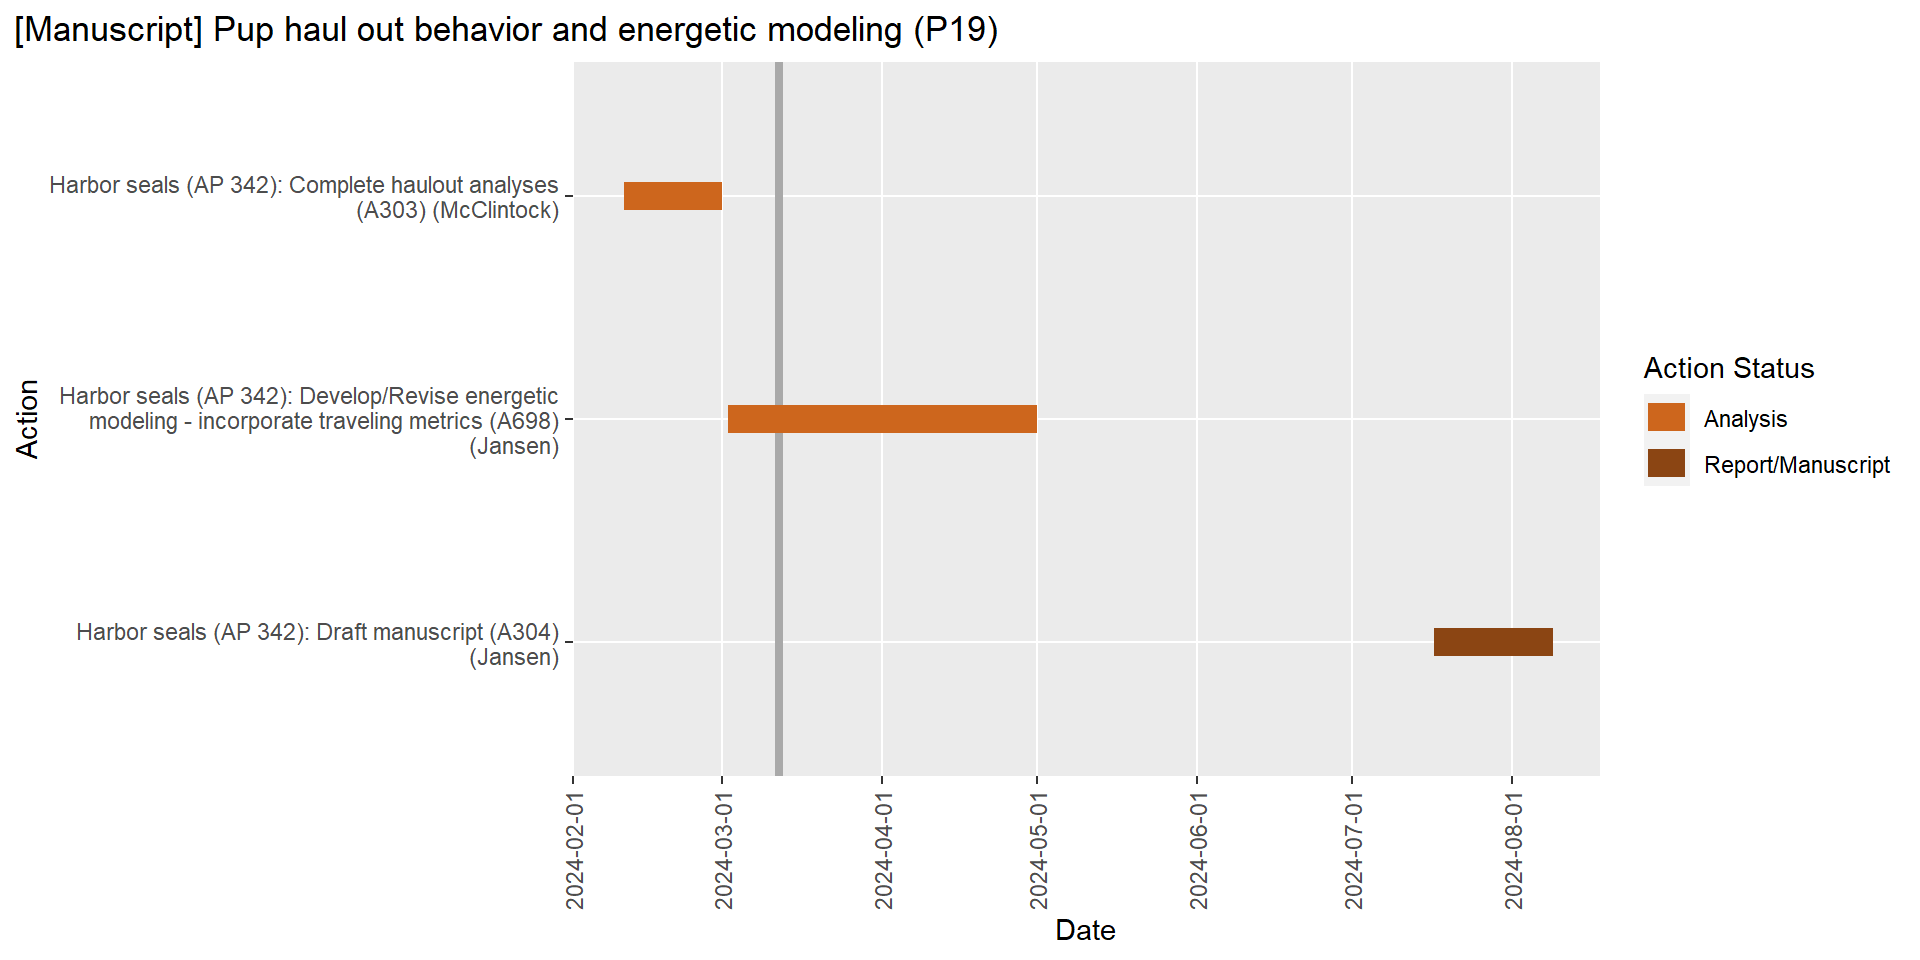 [Manuscript] Pup haul out behavior and energetic modeling (P19)
Action
Harbor seals (AP 342): Complete haulout analyses
(A303) (McClintock)
Harbor seals (AP 342): Develop/Revise energetic
modeling - incorporate traveling metrics (A698)
(Jansen)
Harbor seals (AP 342): Draft manuscript (A304)
(Jansen)
2024-02-01
2024-03-01
2024-04-01
2024-05-01
2024-06-01
2024-07-01
2024-08-01
Date
Action Status
Analysis
Report/Manuscript